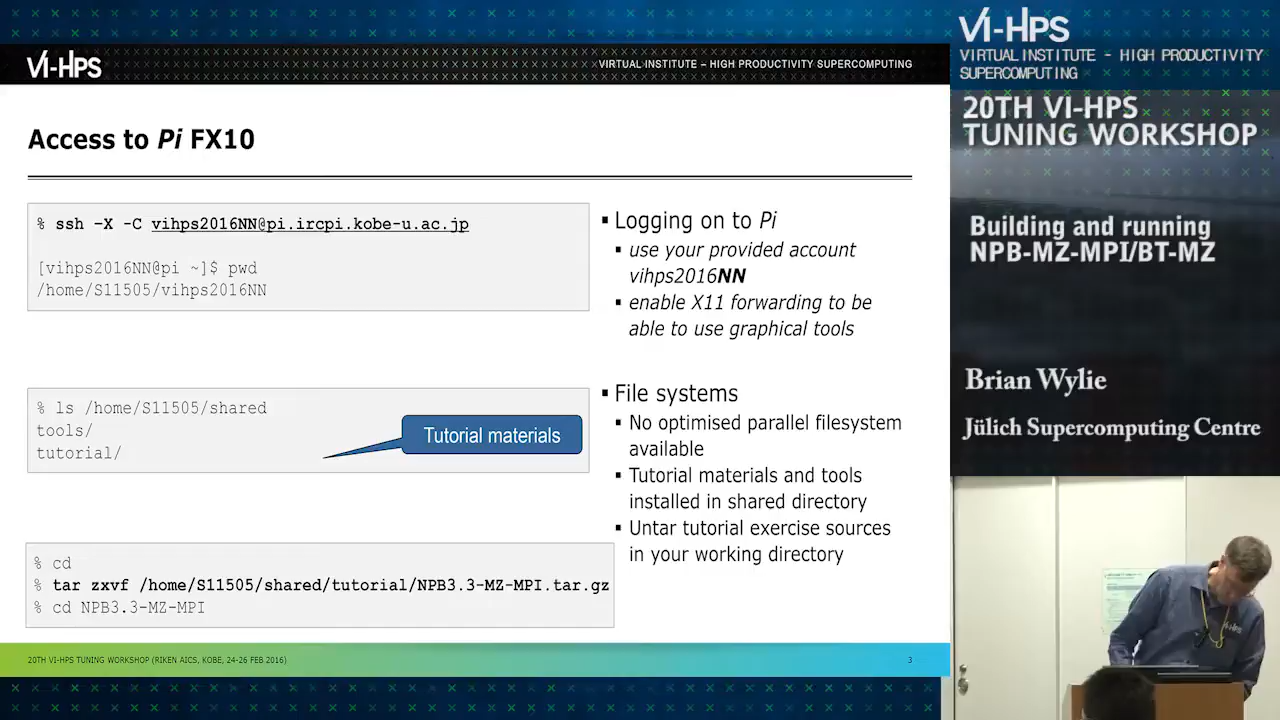 VI-HPS
VIRTUAL INSTITUTE – HIGH PRODUCTIVITY SUPERCOMPUTING
Access to Pi FX10
% ssh –X -C vihps2016NN@pi.ircpi.kobe-u.ac.jp
[vihps2016NN@pi ~]$ pwd
/home/S11505/vihps2016NN
▪ Logging on to Pi
▪ use your provided account
vihps2016NN
▪ enable X11 forwarding to be
able to use graphical tools
% ls /home/S11505/shared
tools/
tutorial/
Tutorial materials
▪ File systems
▪ No optimised parallel filesystem
available
▪ Tutorial materials and tools
installed in shared directory
▪ Untar tutorial exercise sources
in your working directory
% cd
% tar zxvf /home/S11505/shared/tutorial/NPB3.3-MZ-MPI.tar.gz
% cd NPB3.3-MZ-MPI
20TH VI-HPS TUNING WORKSHOP (RIKEN AICS, KOBE, 24-26 FEB 2016)
3
VI-HPS
VIRTUAL INSTITUTE – HIGH PRODUCTIVITY
SUPERCOMPUTING
20TH VI-HPS
TUNING WORKSHOP
Building and running
NPB-MZ-MPI/BT-MZ
Brian Wylie
Jülich Supercomputing Centre